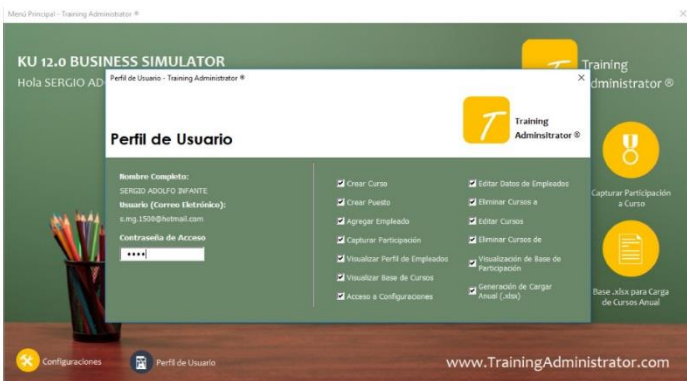 Menú Principal - Training Administrator ®
KU 12.0 BUSINESS SIMULATOR
Hola SERGIO AD
Training
dministrator ®
Perfil de Usuario - Training Administrator ®
Perfil de Usuario
T
Training
Adminsitrator ®
Nombre Completo:
SERGIO ADOLFO INFANTE
Usuario (Correo Eletrónico):
s.mg.1508@hotmail.com
Contraseña de Acceso
Crear Curso
Crear Puesto
Agregar Empleado
Capturar Participación
Visualizar Perfil de Empleados
Visualizar Base de Cursos
Acceso a Configuraciones
Editar Datos de Empleados
Eliminar Cursos a
Editar Cursos
Eliminar Cursos de
Visualización de Base de
Participación
Generación de Cargar
Anual (.xlsx)
Capturar Participación
a Curso
Base .xlsx para Carga
de Cursos Anual
Configuraciones
Perfil de Usuario
www.TrainingAdministrator.com